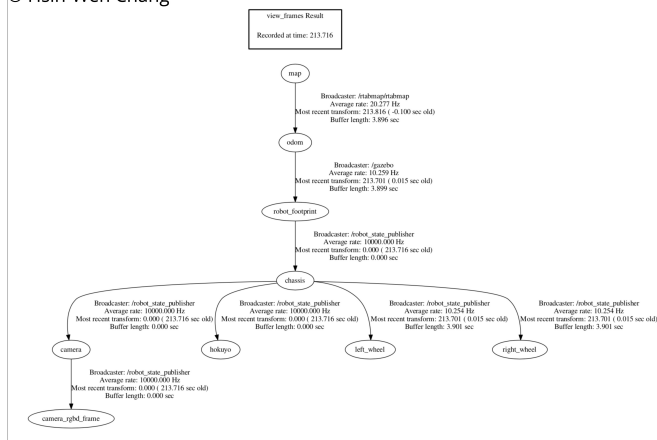 © Hsin-Wen Chang
view_frames Result
Recorded at time: 213.716
map
Broadcaster: /rtabmap/rtabmap
Average rate: 20.277 Hz
Most recent transform: 213.816 ( -0.100 sec old)
Buffer length: 3.896 sec
odom
Broadcaster: /gazebo
Average rate: 10.259 Hz
Most recent transform: 213.701 ( 0.015 sec old)
Buffer length: 3.899 sec
robot_footprint
Broadcaster: /robot_state_publisher
Average rate: 10000.000 Hz
Most recent transform: 0.000 ( 213.716 sec old)
Buffer length: 0.000 sec
chassis
Broadcaster: /robot_state_publisher
Average rate: 10000.000 Hz
Most recent transform: 0.000 ( 213.716 sec old)
Buffer length: 0.000 sec
Broadcaster: /robot_state_publisher
Average rate: 10000.000 Hz
Most recent transform: 0.000 ( 213.716 sec old)
Buffer length: 0.000 sec
Broadcaster: /robot_state_publisher
Average rate: 10.254 Hz
Most recent transform: 213.701 ( 0.015 sec old)
Buffer length: 3.901 sec
Broadcaster: /robot_state_publisher
Average rate: 10.254 Hz
Most recent transform: 213.701 ( 0.015 sec old)
Buffer length: 3.901 sec
camera
hokuyo
left_wheel
right_wheel
Broadcaster: /robot_state_publisher
Average rate: 10000.000 Hz
Most recent transform: 0.000 ( 213.716 sec old)
Buffer length: 0.000 sec
camera_rgbd_frame